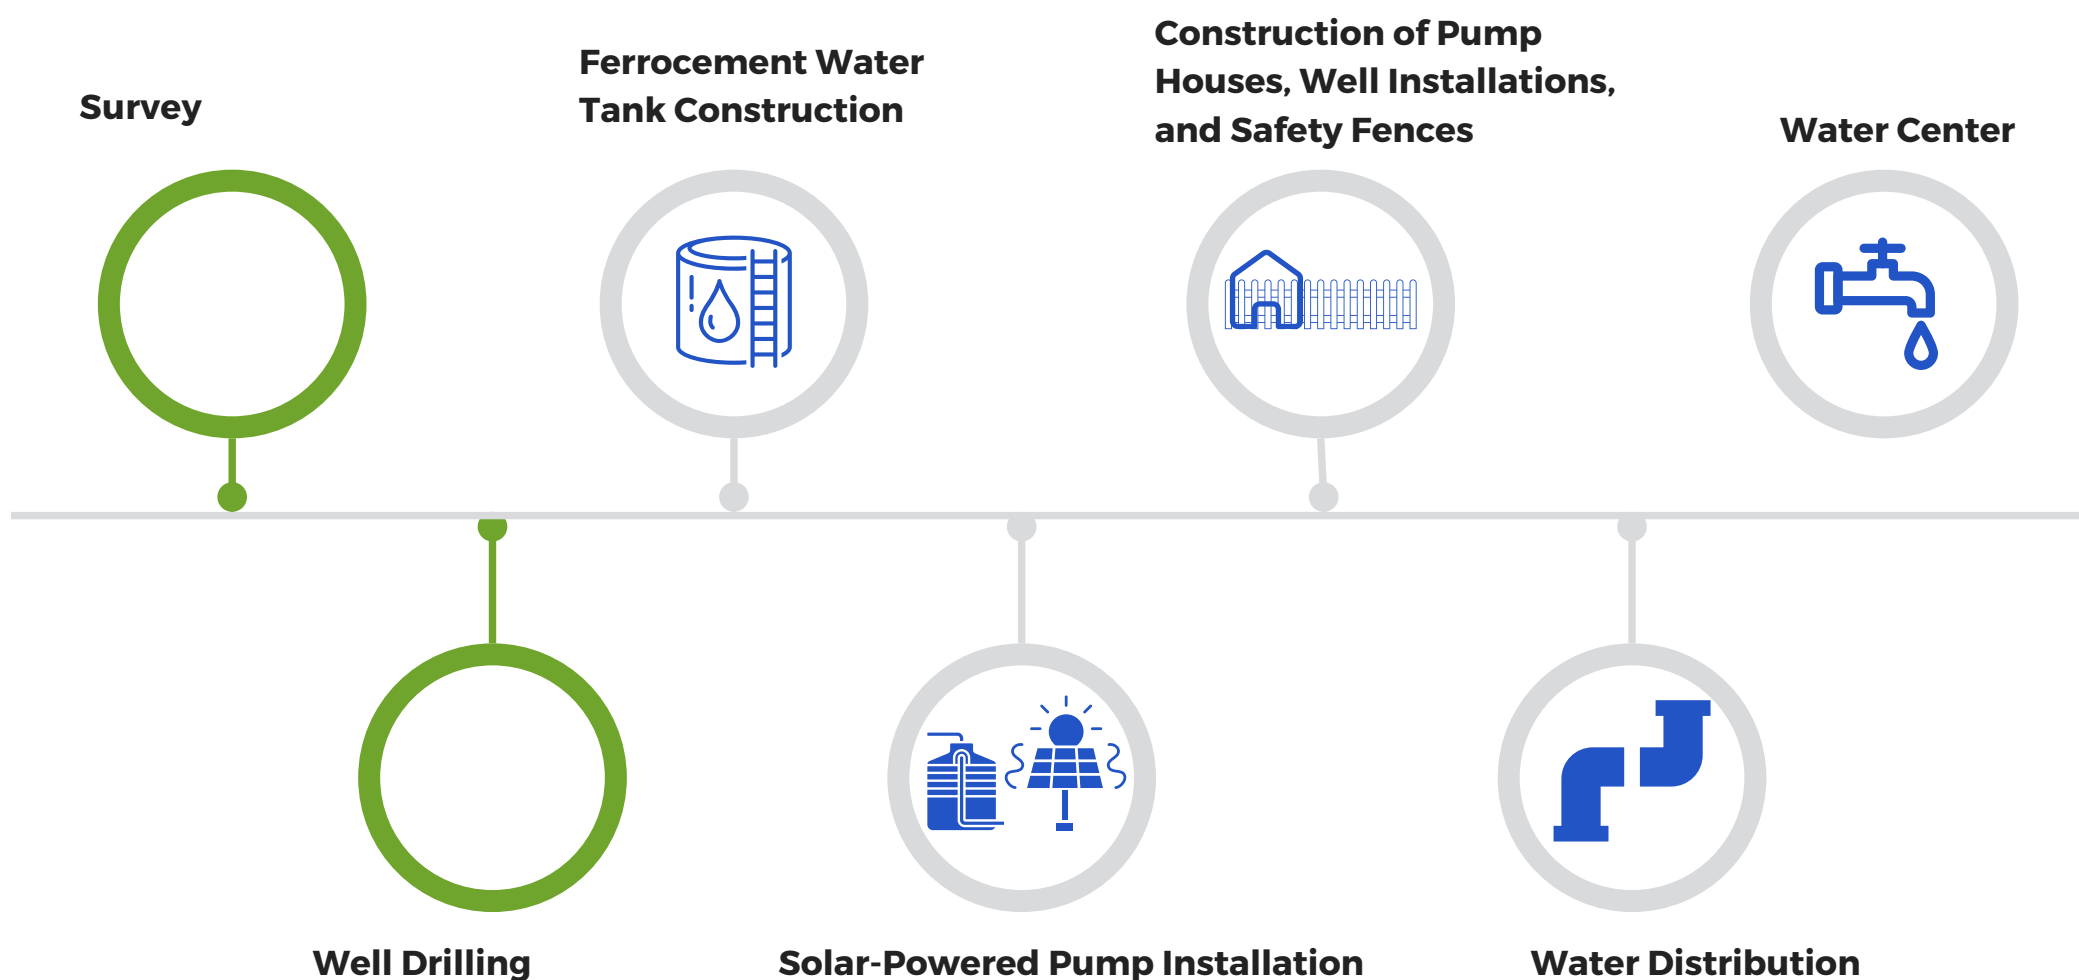 Survey
Ferrocement Water
Tank Construction
Construction of Pump
Houses, Well Installations,
and Safety Fences
Water Center
Well Drilling
Solar-Powered Pump Installation
Water Distribution